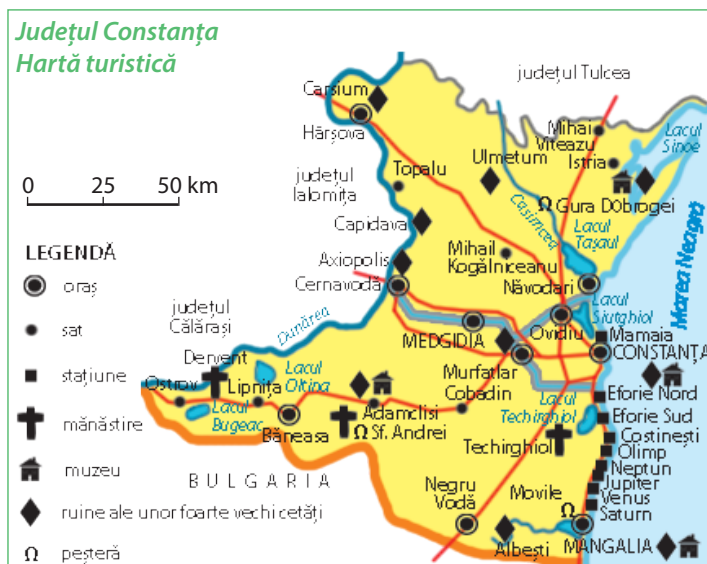 Județul Constanța
Hartă turistică
0 25 50 km
LEGENDĂ
oraș
sat
stațiune
mănăstire
muzeu
ruine ale unor foarte vechi cetăți
peșteră
județul Tulcea
Carsium
Hârșova
Mihai
Viteazu
Istria
Lacul
Sinoe
Ulmetum
Topalu
județul
Ialomița
Casimcea
Gura Dobrogei
Capidava
Lacul
Tașaul
Marea Neagră
Axiopolis
Mihail
Kogălniceanu
Cernavodă
Năvodari
Lacul
Siutghiol
județul
Călărași
Dunărea
MEDGIDIA
Ovidiu
Mamaia
CONSTANȚA
Dervent
Lacul
Oltina
Murfatlar
Ostrov
Lipnița
Cobadin
Lacul
Techirghiol
Eforie Nord
Lacul
Bugeac
Adamclisi
Eforie Sud
Băneasa
Sf. Andrei
Techirghiol
Costinești
Olimp
Neptun
BULGARIA
Negru
Vodă
Movile
Jupiter
Venus
Saturn
Albești
MANGALIA